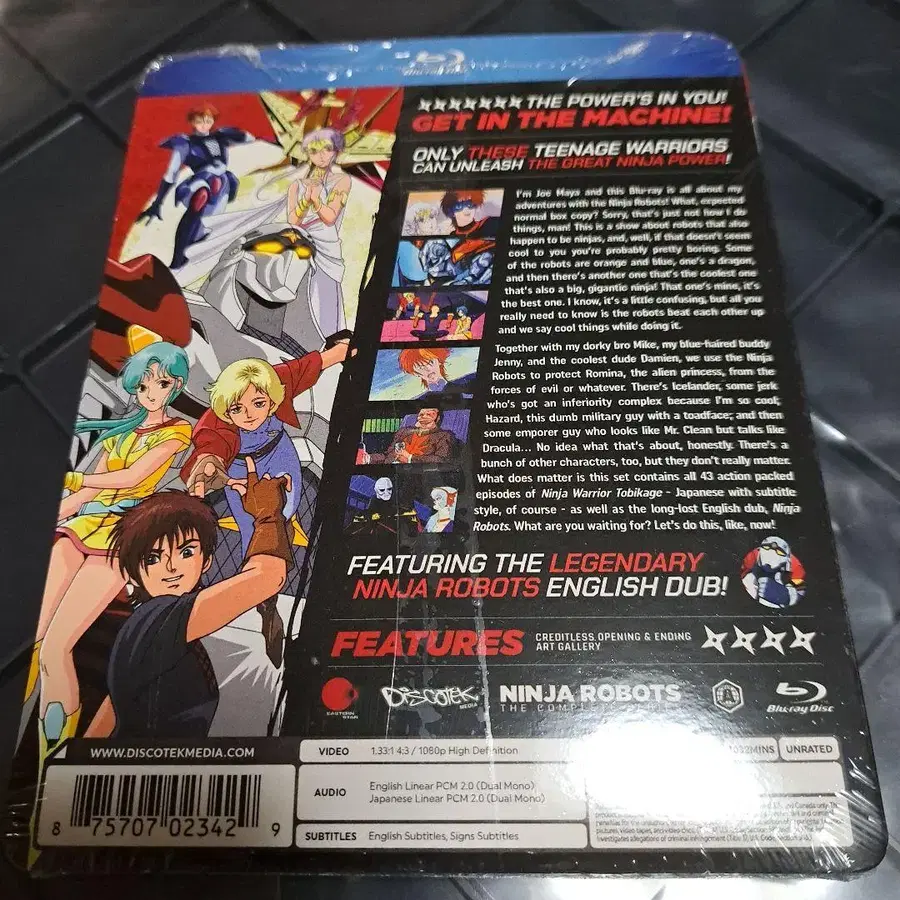 Blu-ray Disc
THE POWER'S IN YOU!
GET IN THE MACHINE!
ONLY THESE TEENAGE WARRIORS
CAN UNLEASH THE GREAT NINJA POWER!
I'm Joe Maya and this Blu-ray is all about my
adventures with the Ninja Robots! What, expected
normal box copy? Sorry, that's just not how I do
things, man! This is a show about robots that also
happen to be ninjas, and, well, if that doesn't seem
cool to you you're probably pretty boring. Some
of the robots are orange and blue, one's a dragon,
and then there's another one that's the coolest one
that's also a big, gigantic ninja! That one's mine, it's
the best one. I know, it's a little confusing, but all you
really need to know is the robots beat each other up
and we say cool things while doing it.
Together with my dorky bro Mike, my blue-haired buddy
Jenny, and the coolest dude Damien, we use the Ninja
Robots to protect Romina, the alien princess, from the
forces of evil or whatever. There's Icelander, some jerk
who's got an inferiority complex because I'm so cool;
Hazard, this dumb military guy with a toadface; and then
some emporer guy who looks like Mr. Clean but talks like
Dracula... No idea what that's about, honestly. There's a
bunch of other characters, too, but they don't really matter.
What does matter is this set contains all 43 action packed
episodes of Ninja Warrior Tobikage - Japanese with subtitle
style, of course - as well as the long-lost English dub, Ninja
Robots. What are you waiting for? Let's do this, like, now!
FEATURING THE LEGENDARY
NINJA ROBOTS ENGLISH DUB!
FEATURES
CREDITLESS OPENING & ENDING
ART GALLERY
EASTERN
STAR
DISCOTEK
MEDIA
NINJA ROBOTS
THE COMPLETE SERIES
A
Blu-ray Disc
WWW.DISCOTEKMEDIA.COM
8 75707 02342 9
VIDEO 1.33:1 4:3 / 1080p High Definition
1032MINS UNRATED
AUDIO English Linear PCM 2.0 (Dual Mono)
Japanese Linear PCM 2.0 (Dual Mono)
SUBTITLES English Subtitles, Signs Subtitles